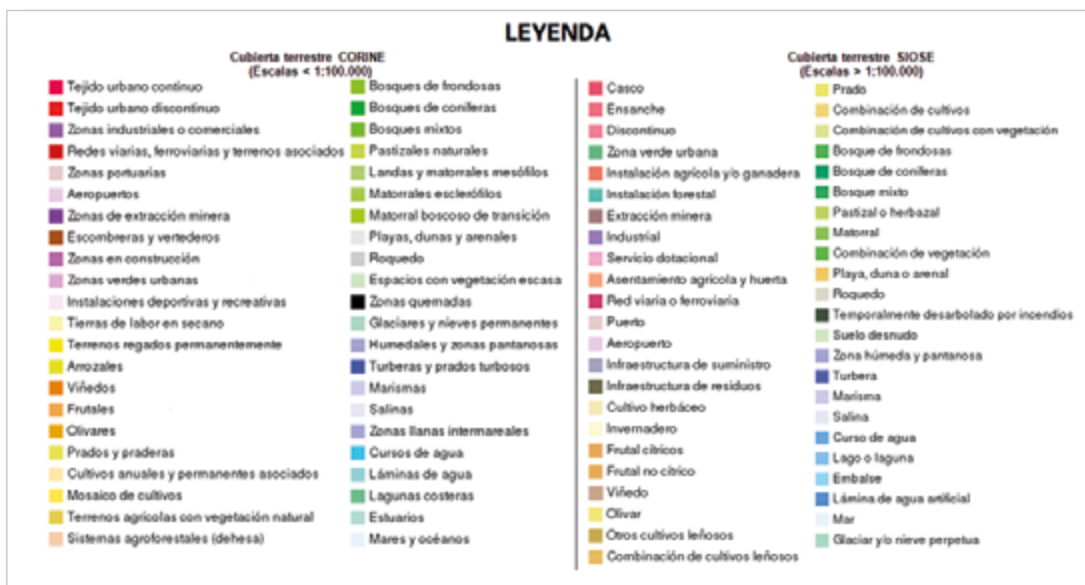 LEYENDA
Cubierta terrestre CORINE
(Escalas < 1:100.000)
Tejido urbano continuo
Tejido urbano discontinuo
Zonas industriales o comerciales
Redes viarias, ferroviarias y terrenos asociados
Zonas portuarias
Aeropuertos
Zonas de extracción minera
Escombreras y vertederos
Zonas en construcción
Zonas verdes urbanas
Instalaciones deportivas y recreativas
Tierras de labor en secano
Terrenos regados permanentemente
Arrozales
Viñedos
Frutales
Olivares
Prados y praderas
Cultivos anuales y permanentes asociados
Mosaico de cultivos
Terrenos agrícolas con vegetación natural
Sistemas agroforestales (dehesa)
Bosques de frondosas
Bosques de coníferas
Bosques mixtos
Pastizales naturales
Landas y matorrales mesófilos
Matorrales esclerófilos
Matorral boscoso de transición
Playas, dunas y arenales
Roquedo
Espacios con vegetación escasa
Zonas quemadas
Glaciares y nieves permanentes
Humedales y zonas pantanosas
Turberas y prados turbosos
Marismas
Salinas
Zonas llanas intermareales
Cursos de agua
Láminas de agua
Lagunas costeras
Estuarios
Mares y océanos
Cubierta terrestre SIOSE
(Escalas > 1:100.000)
Casco
Ensanche
Discontinuo
Zona verde urbana
Instalación agrícola y/o ganadera
Instalación forestal
Extracción minera
Industrial
Servicio dotacional
Asentamiento agrícola y huerta
Red viaria o ferroviaria
Puerto
Aeropuerto
Infraestructura de suministro
Infraestructura de residuos
Cultivo herbáceo
Invernadero
Frutal cítricos
Frutal no cítrico
Viñedo
Olivar
Otros cultivos leñosos
Combinación de cultivos leñosos
Prado
Combinación de cultivos
Combinación de cultivos con vegetación
Bosque de frondosas
Bosque de coníferas
Bosque mixto
Pastizal o herbazal
Matorral
Combinación de vegetación
Playa, duna o arenal
Roquedo
Temporalmente desarbolado por incendios
Suelo desnudo
Zona húmeda y pantanosa
Turbera
Marisma
Salina
Curso de agua
Lago o laguna
Embalse
Lámina de agua artificial
Mar
Glaciar y/o nieve perpetua